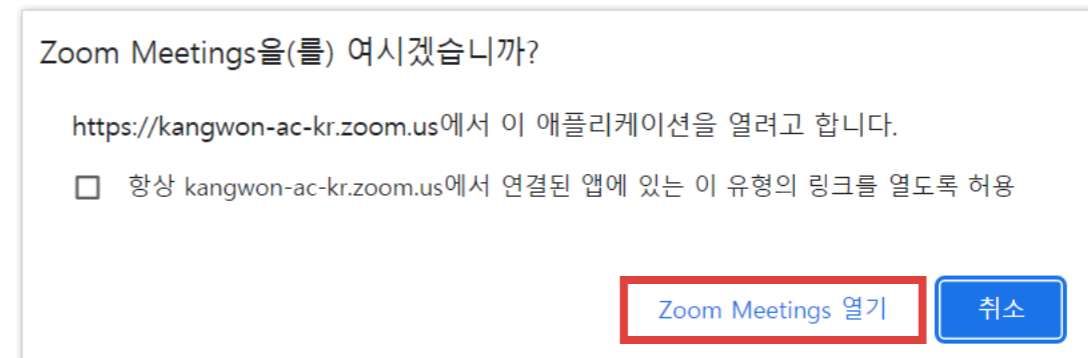 Zoom Meetings을(를) 여시겠습니까?
https://kangwon-ac-kr.zoom.us에서 이 애플리케이션을 열려고 합니다.
항상 kangwon-ac-kr.zoom.us에서 연결된 앱에 있는 이 유형의 링크를 열도록 허용
Zoom Meetings 열기 취소